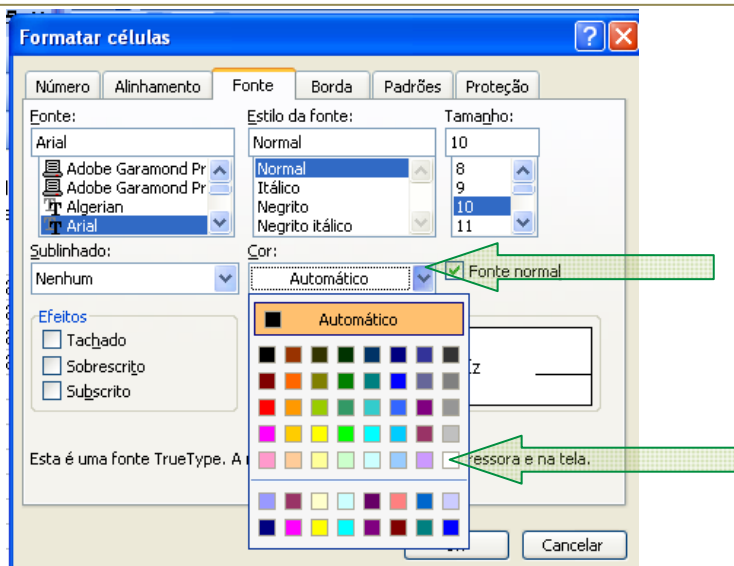 Formatar células
Número Alinhamento Fonte Borda Padrões Proteção
Fonte: Estilo da fonte: Tamanho:
Arial Normal 10
Adobe Garamond Pr Normal 8
Adobe Garamond Pr Itálico 9
Algerian Negrito 10
Arial Negrito itálico 11
Sublinhado: Cor:
Nenhum Automático Fonte normal
Efeitos Automático
Tachado
Sobrescrito
Subscrito
Esta é uma fonte TrueType. A e na tela.
Cancelar